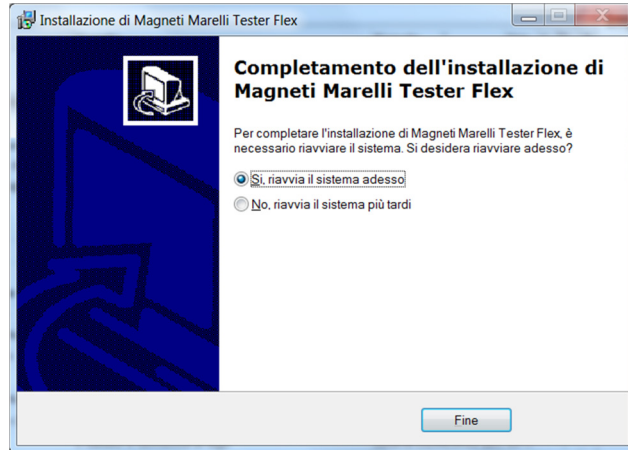 Installazione di Magneti Marelli Tester Flex
Completamento dell'installazione di
Magneti Marelli Tester Flex
Per completare l'installazione di Magneti Marelli Tester Flex, è
necessario riavviare il sistema. Si desidera riavviare adesso?
Sì, riavvia il sistema adesso
No, riavvia il sistema più tardi
Fine